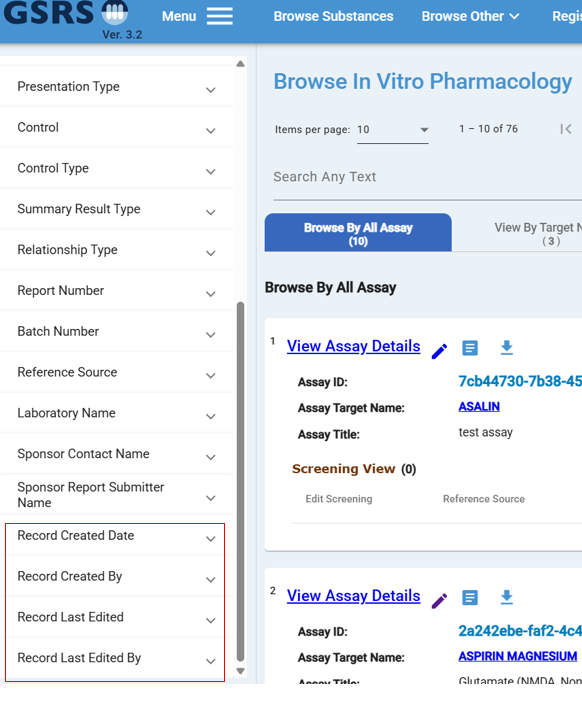 GSRS
Ver. 3.2
Menu
Browse Substances
Browse Other
Presentation Type
Control
Control Type
Summary Result Type
Relationship Type
Report Number
Batch Number
Reference Source
Laboratory Name
Sponsor Contact Name
Sponsor Report Submitter
Name
Record Created Date
Record Created By
Record Last Edited
Record Last Edited By
Browse In Vitro Pharmacology
Items per page: 10
1 – 10 of 76
Search Any Text
Browse By All Assay
(10)
View By Target
(3)
Browse By All Assay
1 View Assay Details
Assay ID: 7cb44730-7b38-45
Assay Target Name: ASALIN
Assay Title: test assay
Screening View (0)
Edit Screening Reference Source
2 View Assay Details
Assay ID: 2a242ebe-faf2-4c4
Assay Target Name: ASPIRIN MAGNESIUM
Assay Title: Glutamate (NMDA, Non